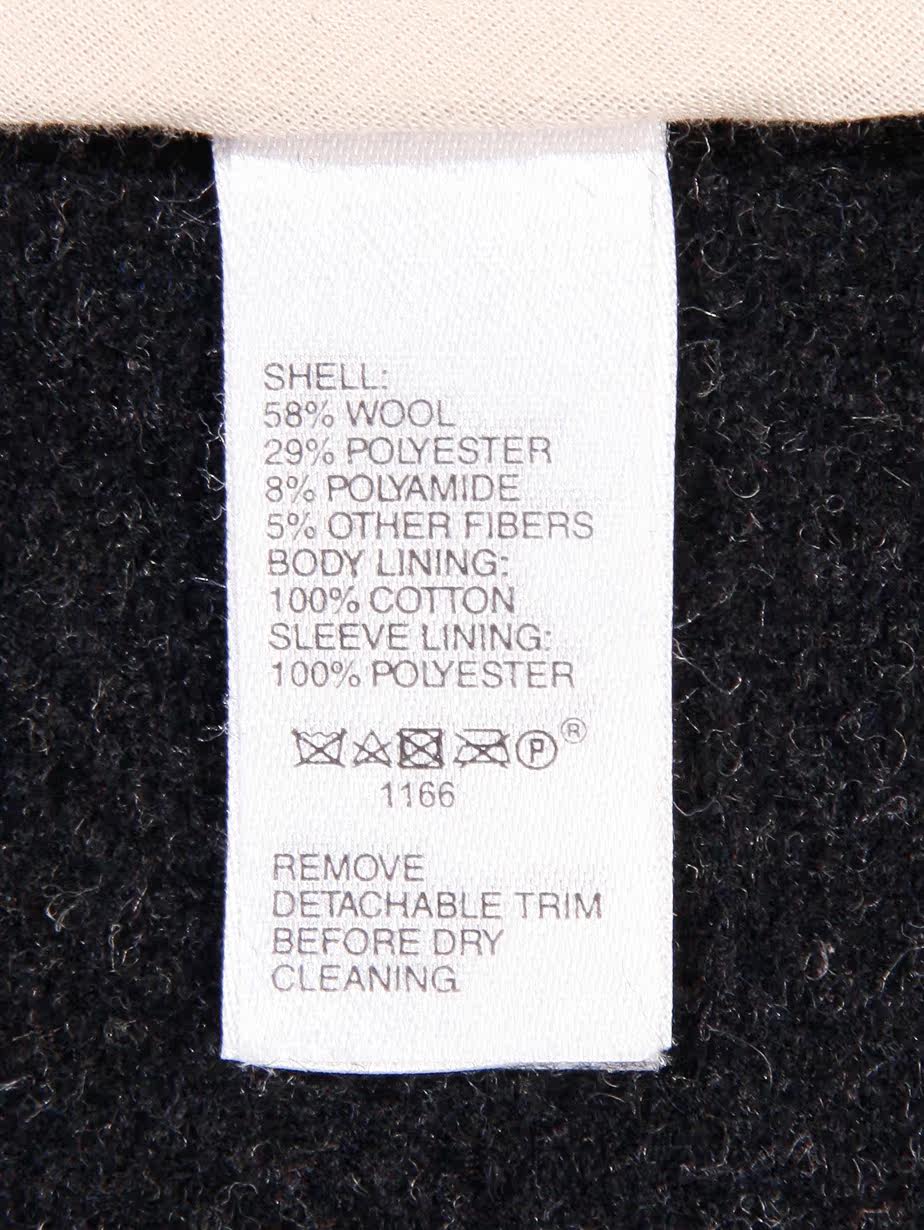 SHELL:
58% WOOL
29% POLYESTER
8% POLYAMIDE
5% OTHER FIBERS
BODY LINING:
100% COTTON
SLEEVE LINING:
100% POLYESTER
P ®
1166
REMOVE
DETACHABLE TRIM
BEFORE DRY
CLEANING